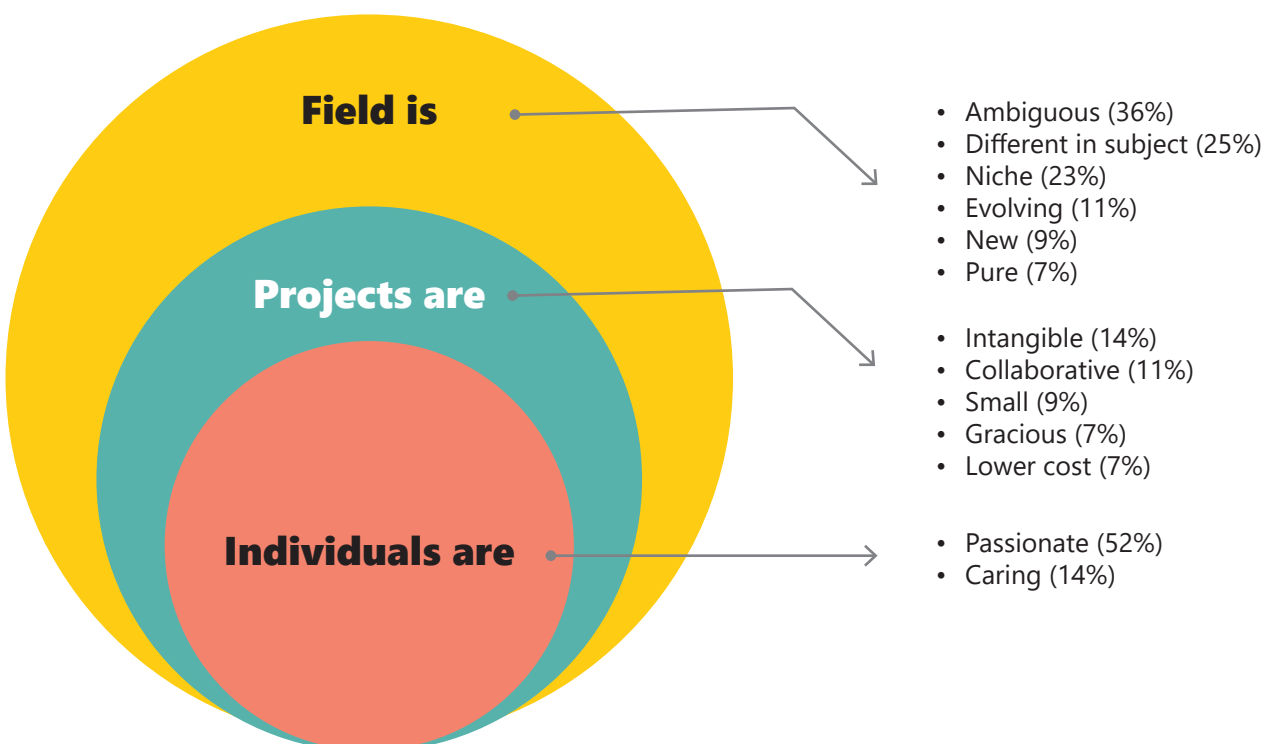 Field is
• Ambiguous (36%)
• Different in subject (25%)
• Niche (23%)
• Evolving (11%)
• New (9%)
• Pure (7%)
Projects are
• Intangible (14%)
• Collaborative (11%)
• Small (9%)
• Gracious (7%)
• Lower cost (7%)
Individuals are
• Passionate (52%)
• Caring (14%)